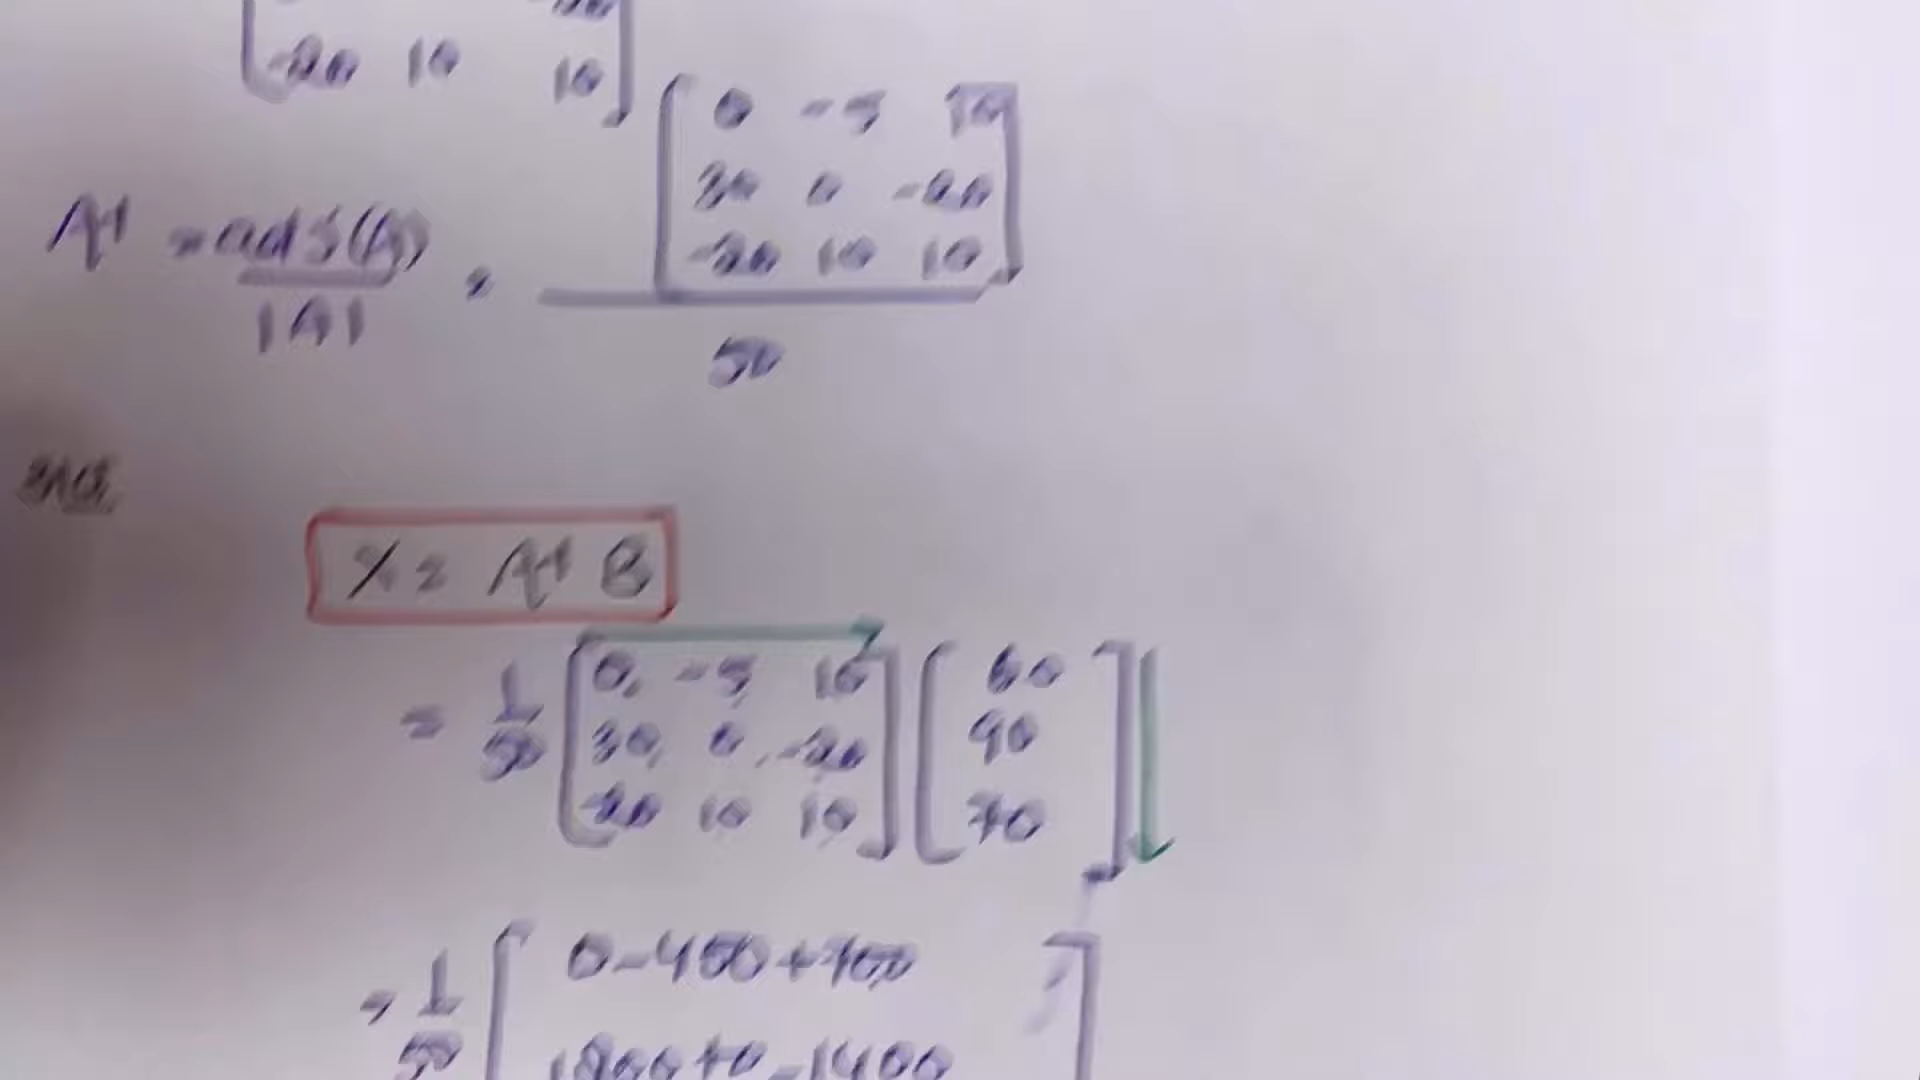 -20 10 10
0 -5 10
30 0 -20
-20 10 10
A-1 = adj(A) / |A| =
50
X = A-1 B
= 1/50 [0, -5 10] [60]
[30, 0, -20] [90]
[-20 10 10] [70]
= 1/50 [0-450+700]
1800+0-1400